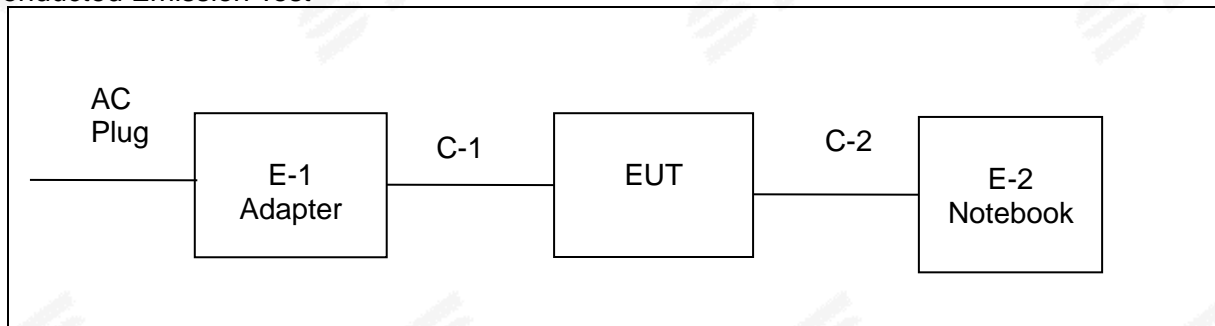 onducted Emission Test
AC
Plug
E-1
Adapter
C-1
EUT
C-2
E-2
Notebook